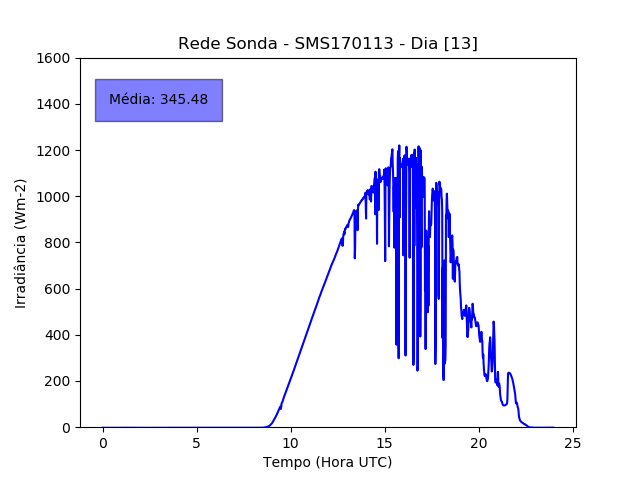 Rede Sonda - SMS170113 - Dia [13]
Média: 345.48
Irradiância (Wm-2)
1600
1400
1200
1000
800
600
400
200
0
0 5 10 15 20 25
Tempo (Hora UTC)